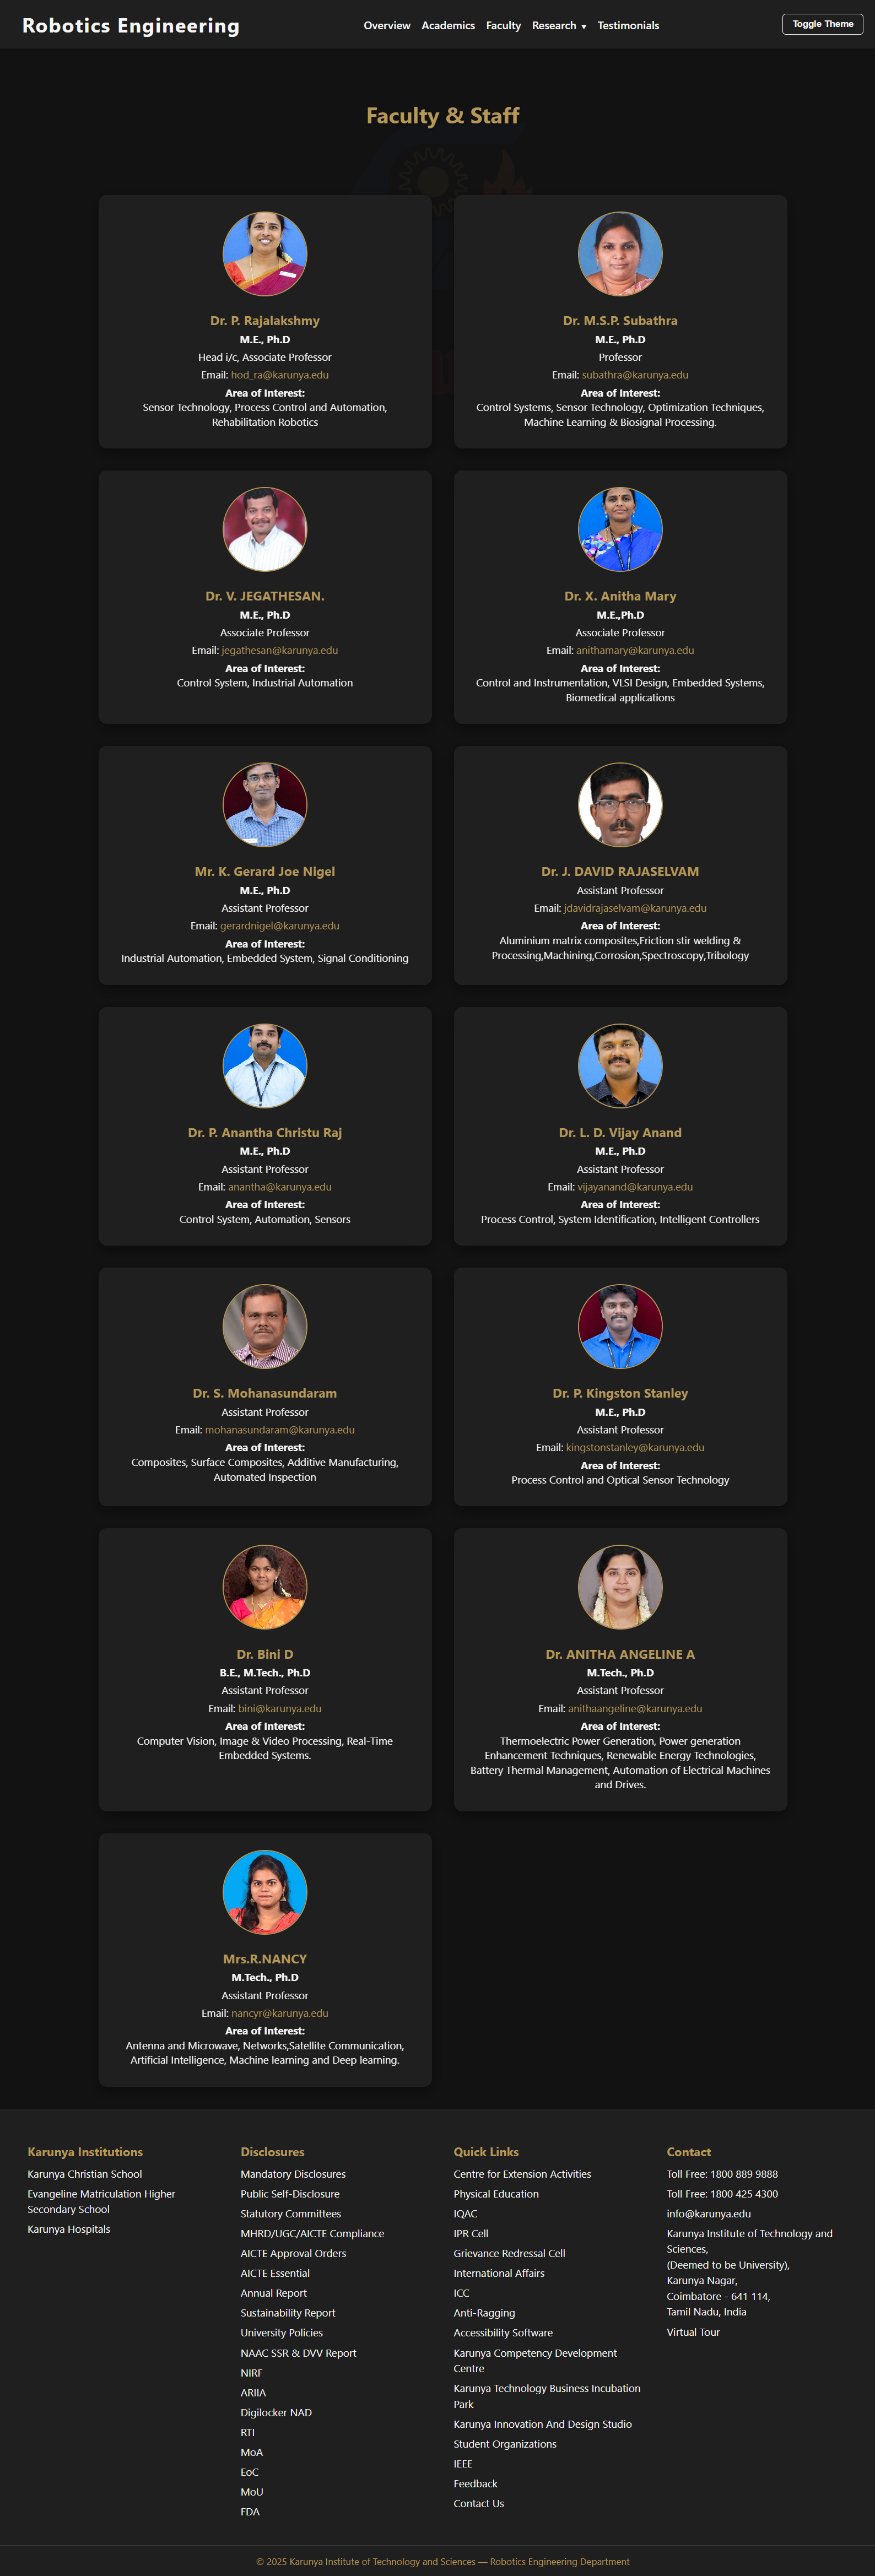 Robotics Engineering
Overview Academics Faculty Research ▼ Testimonials
Toggle Theme
Faculty & Staff
Dr. P. Rajalakshmy
M.E., Ph.D
Head i/c, Associate Professor
Email: hod_ra@karunya.edu
Area of Interest:
Sensor Technology, Process Control and Automation,
Rehabilitation Robotics
Dr. M.S.P. Subathra
M.E., Ph.D
Professor
Email: subathra@karunya.edu
Area of Interest:
Control Systems, Sensor Technology, Optimization Techniques,
Machine Learning & Biosignal Processing.
Dr. V. JEGATHESAN.
M.E., Ph.D
Associate Professor
Email: jegathesan@karunya.edu
Area of Interest:
Control System, Industrial Automation
Dr. X. Anitha Mary
M.E.,Ph.D
Associate Professor
Email: anithamary@karunya.edu
Area of Interest:
Control and Instrumentation, VLSI Design, Embedded Systems,
Biomedical applications
Mr. K. Gerard Joe Nigel
M.E., Ph.D
Assistant Professor
Email: gerardnigel@karunya.edu
Area of Interest:
Industrial Automation, Embedded System, Signal Conditioning
Dr. J. DAVID RAJASELVAM
Assistant Professor
Email: jdavidrajaselvam@karunya.edu
Area of Interest:
Aluminium matrix composites,Friction stir welding &
Processing,Machining,Corrosion,Spectroscopy,Tribology
Dr. P. Anantha Christu Raj
M.E., Ph.D
Assistant Professor
Email: anantha@karunya.edu
Area of Interest:
Control System, Automation, Sensors
Dr. L. D. Vijay Anand
M.E., Ph.D
Assistant Professor
Email: vijayanand@karunya.edu
Area of Interest:
Process Control, System Identification, Intelligent Controllers
Dr. S. Mohanasundaram
Assistant Professor
Email: mohanasundaram@karunya.edu
Area of Interest:
Composites, Surface Composites, Additive Manufacturing,
Automated Inspection
Dr. P. Kingston Stanley
M.E., Ph.D
Assistant Professor
Email: kingstonstanley@karunya.edu
Area of Interest:
Process Control and Optical Sensor Technology
Dr. Bini D
B.E., M.Tech., Ph.D
Assistant Professor
Email: bini@karunya.edu
Area of Interest:
Computer Vision, Image & Video Processing, Real-Time
Embedded Systems.
Dr. ANITHA ANGELINE A
M.Tech., Ph.D
Assistant Professor
Email: anithaangeline@karunya.edu
Area of Interest:
Thermoelectric Power Generation, Power generation
Enhancement Techniques, Renewable Energy Technologies,
Battery Thermal Management, Automation of Electrical Machines
and Drives.
Mrs.R.NANCY
M.Tech., Ph.D
Assistant Professor
Email: nancyr@karunya.edu
Area of Interest:
Antenna and Microwave, Networks,Satellite Communication,
Artificial Intelligence, Machine learning and Deep learning.
Karunya Institutions
Karunya Christian School
Evangeline Matriculation Higher
Secondary School
Karunya Hospitals
Disclosures
Mandatory Disclosures
Public Self-Disclosure
Statutory Committees
MHRD/UGC/AICTE Compliance
AICTE Approval Orders
AICTE Essential
Annual Report
Sustainability Report
University Policies
NAAC SSR & DVV Report
NIRF
ARIIA
Digilocker NAD
RTI
MoA
EoC
MoU
FDA
Quick Links
Centre for Extension Activities
Physical Education
IQAC
IPR Cell
Grievance Redressal Cell
International Affairs
ICC
Anti-Ragging
Accessibility Software
Karunya Competency Development
Centre
Karunya Technology Business Incubation
Park
Karunya Innovation And Design Studio
Student Organizations
IEEE
Feedback
Contact Us
Contact
Toll Free: 1800 889 9888
Toll Free: 1800 425 4300
info@karunya.edu
Karunya Institute of Technology and
Sciences,
(Deemed to be University),
Karunya Nagar,
Coimbatore - 641 114,
Tamil Nadu, India
Virtual Tour
© 2025 Karunya Institute of Technology and Sciences — Robotics Engineering Department